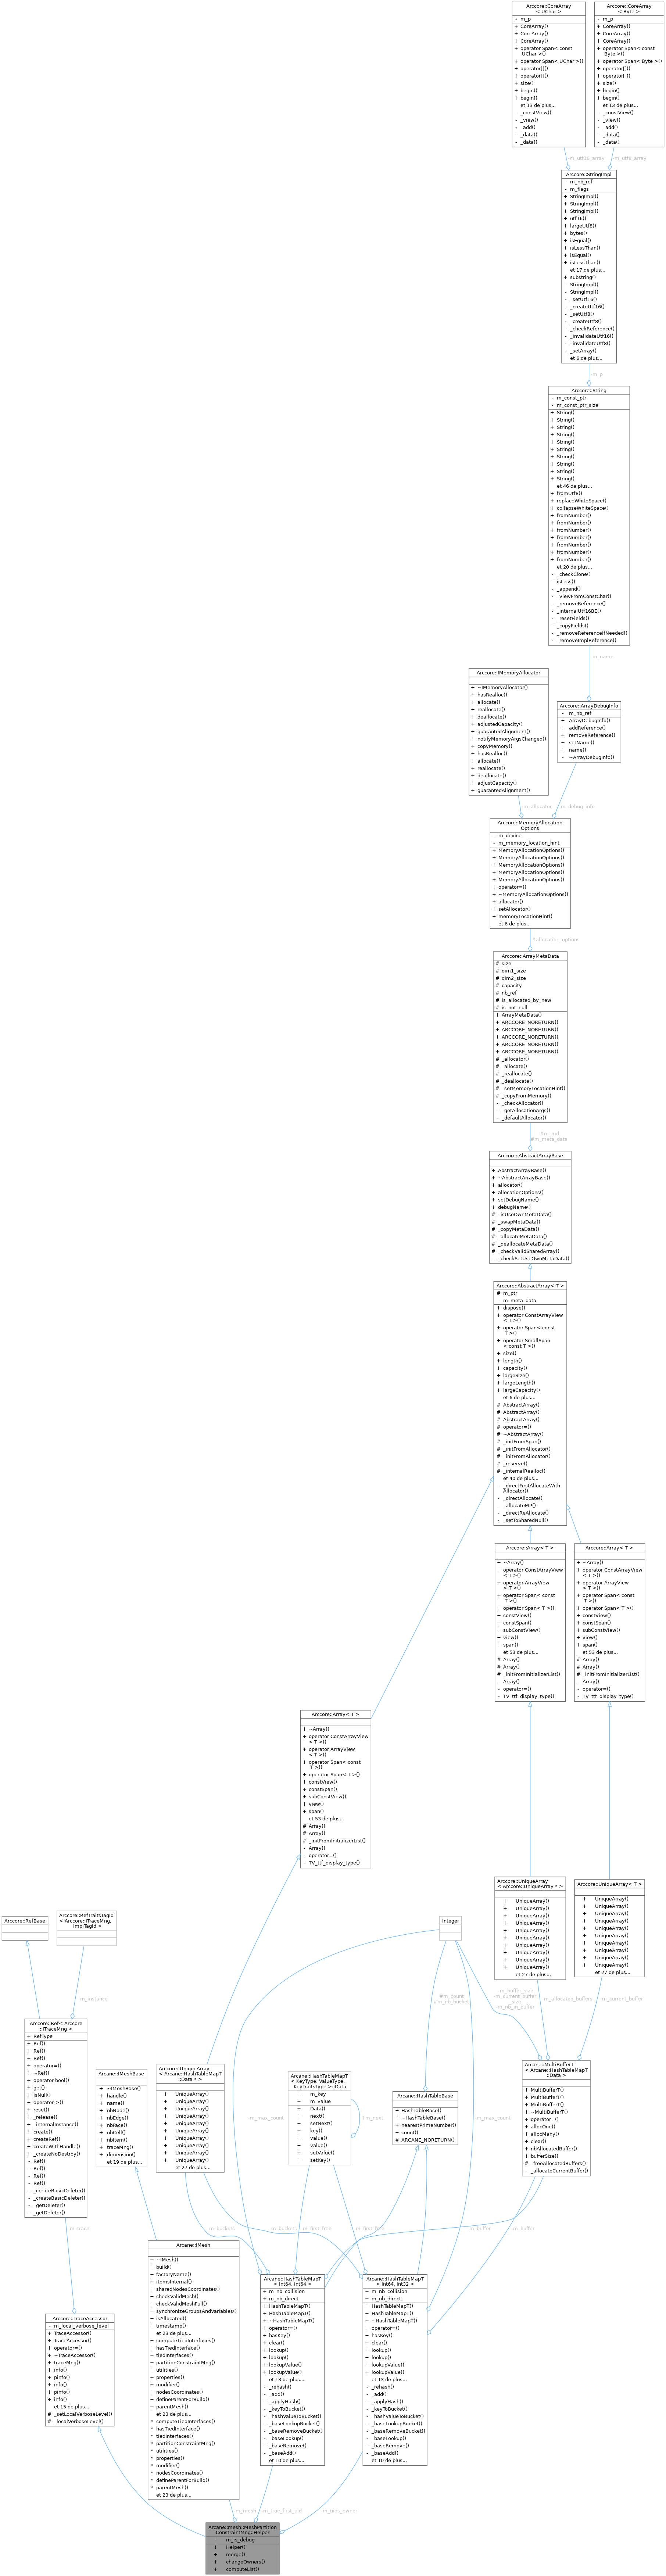 Arccore::CoreArray
< UChar >
- m_p
+ CoreArray()
+ CoreArray()
+ CoreArray()
+ operator Span< const
UChar >()
+ operator Span< UChar >()
+ operator[]()
+ operator[]()
+ size()
+ begin()
+ begin()
et 13 de plus...
- _constView()
- _view()
- _add()
- _data()
- _data()
Arccore::CoreArray
< Byte >
- m_p
+ CoreArray()
+ CoreArray()
+ CoreArray()
+ operator Span< const
Byte >()
+ operator Span< Byte >()
+ operator[]()
+ operator[]()
+ size()
+ begin()
+ begin()
et 13 de plus...
- _constView()
- _view()
- _add()
- _data()
- _data()
-m_utf16_array
-m_utf8_array
Arccore::StringImpl
- m_nb_ref
- m_flags
+ StringImpl()
+ StringImpl()
+ StringImpl()
+ utf16()
+ largeUtf8()
+ bytes()
+ isEqual()
+ isLessThan()
+ isEqual()
+ isLessThan()
et 17 de plus...
+ substring()
- StringImpl()
- StringImpl()
- _setUtf16()
- _createUtf16()
- _setUtf8()
- _createUtf8()
- _checkReference()
- _invalidateUtf16()
- _invalidateUtf8()
- _setArray()
et 6 de plus...
-m_p
Arccore::String
- m_const_ptr
- m_const_ptr_size
+ String()
+ String()
+ String()
+ String()
+ String()
+ String()
+ String()
+ String()
+ String()
+ String()
et 46 de plus...
+ fromUtf8()
+ replaceWhiteSpace()
+ collapseWhiteSpace()
+ fromNumber()
+ fromNumber()
+ fromNumber()
+ fromNumber()
+ fromNumber()
+ fromNumber()
+ fromNumber()
et 20 de plus...
- _checkClone()
- isLess()
- _append()
- _viewFromConstChar()
- _removeReference()
- _internalUtf16BE()
- _resetFields()
- _copyFields()
- _removeReferenceIfNeeded()
- _removeImplReference()
-m_name
Arccore::IMemoryAllocator
+ ~IMemoryAllocator()
+ hasRealloc()
+ allocate()
+ reallocate()
+ deallocate()
+ adjustedCapacity()
+ guarantedAlignment()
+ notifyMemoryArgsChanged()
+ copyMemory()
+ hasRealloc()
+ allocate()
+ reallocate()
+ deallocate()
+ adjustCapacity()
+ guarantedAlignment()
Arccore::ArrayDebugInfo
- m_nb_ref
+ ArrayDebugInfo()
+ addReference()
+ removeReference()
+ setName()
+ name()
- ~ArrayDebugInfo()
-m_allocator
-m_debug_info
Arccore::MemoryAllocation
Options
- m_device
- m_memory_location_hint
+ MemoryAllocationOptions()
+ MemoryAllocationOptions()
+ MemoryAllocationOptions()
+ MemoryAllocationOptions()
+ MemoryAllocationOptions()
+ operator=()
+ ~MemoryAllocationOptions()
+ allocator()
+ setAllocator()
+ memoryLocationHint()
et 6 de plus...
#allocation_options
Arccore::ArrayMetaData
# size
# dim1_size
# dim2_size
# capacity
# nb_ref
# is_allocated_by_new
# is_not_null
+ ArrayMetaData()
+ ARCCORE_NORETURN()
+ ARCCORE_NORETURN()
+ ARCCORE_NORETURN()
+ ARCCORE_NORETURN()
+ ARCCORE_NORETURN()
# _allocator()
# _allocate()
# _reallocate()
# _deallocate()
# _setMemoryLocationHint()
# _copyFromMemory()
- _checkAllocator()
- _getAllocationArgs()
- _defaultAllocator()
#m_md
#m_meta_data
Arccore::AbstractArrayBase
+ AbstractArrayBase()
+ ~AbstractArrayBase()
+ allocator()
+ allocationOptions()
+ setDebugName()
+ debugName()
# _isUseOwnMetaData()
# _swapMetaData()
# _copyMetaData()
# _allocateMetaData()
# _deallocateMetaData()
# _checkValidSharedArray()
- _checkSetUseOwnMetaData()
Arccore::AbstractArray< T >
# m_ptr
- m_meta_data
+ dispose()
+ operator ConstArrayView
< T >()
+ operator Span< const
T >()
+ operator SmallSpan
< const T >()
+ size()
+ length()
+ capacity()
+ largeSize()
+ largeLength()
+ largeCapacity()
et 6 de plus...
# AbstractArray()
# AbstractArray()
# AbstractArray()
# operator=()
# ~AbstractArray()
# _initFromSpan()
# _initFromAllocator()
# _initFromAllocator()
# _reserve()
# _internalRealloc()
et 40 de plus...
- _directFirstAllocateWith
Allocator()
- _directAllocate()
- _allocateMP()
- _directReAllocate()
- _setToSharedNull()
Arccore::Array< T >
+ ~Array()
+ operator ConstArrayView
< T >()
+ operator ArrayView
< T >()
+ operator Span< const
T >()
+ operator Span< T >()
+ constView()
+ constSpan()
+ subConstView()
+ view()
+ span()
et 53 de plus...
# Array()
# Array()
# _initFromInitializerList()
- Array()
- operator=()
- TV_ttf_display_type()
Arccore::Array< T >
+ ~Array()
+ operator ConstArrayView
< T >()
+ operator ArrayView
< T >()
+ operator Span< const
T >()
+ operator Span< T >()
+ constView()
+ constSpan()
+ subConstView()
+ view()
+ span()
et 53 de plus...
# Array()
# Array()
# _initFromInitializerList()
- Array()
- operator=()
- TV_ttf_display_type()
Arccore::Array< T >
+ ~Array()
+ operator ConstArrayView
< T >()
+ operator ArrayView
< T >()
+ operator Span< const
T >()
+ operator Span< T >()
+ constView()
+ constSpan()
+ subConstView()
+ view()
+ span()
et 53 de plus...
# Array()
# Array()
# _initFromInitializerList()
- Array()
- operator=()
- TV_ttf_display_type()
Arccore::UniqueArray
< Arccore::UniqueArray * >
+ UniqueArray()
+ UniqueArray()
+ UniqueArray()
+ UniqueArray()
+ UniqueArray()
+ UniqueArray()
+ UniqueArray()
+ UniqueArray()
+ UniqueArray()
+ UniqueArray()
et 27 de plus...
Arccore::UniqueArray< T >
+ UniqueArray()
+ UniqueArray()
+ UniqueArray()
+ UniqueArray()
+ UniqueArray()
+ UniqueArray()
+ UniqueArray()
+ UniqueArray()
+ UniqueArray()
+ UniqueArray()
et 27 de plus...
Arccore::RefBase
Arccore::RefTraitsTagId
< Arccore::ITraceMng,
ImplTagId >
Integer
-m_instance
#m_count
#m_nb_bucket
-m_buffer_size
-m_current_buffer
_size
-m_nb_in_buffer
-m_allocated_buffers
-m_current_buffer
Arccore::Ref< Arccore
::ITraceMng >
+ RefType
+ Ref()
+ Ref()
+ Ref()
+ operator=()
+ ~Ref()
+ operator bool()
+ get()
+ isNull()
+ operator->()
+ reset()
+ _release()
+ _internalInstance()
+ create()
+ createRef()
+ createWithHandle()
+ _createNoDestroy()
- Ref()
- Ref()
- Ref()
- Ref()
- _createBasicDeleter()
- _createBasicDeleter()
- _getDeleter()
- _getDeleter()
Arcane::IMeshBase
+ ~IMeshBase()
+ handle()
+ name()
+ nbNode()
+ nbEdge()
+ nbFace()
+ nbCell()
+ nbItem()
+ traceMng()
+ dimension()
et 19 de plus...
Arccore::UniqueArray
< Arcane::HashTableMapT
::Data * >
+ UniqueArray()
+ UniqueArray()
+ UniqueArray()
+ UniqueArray()
+ UniqueArray()
+ UniqueArray()
+ UniqueArray()
+ UniqueArray()
+ UniqueArray()
+ UniqueArray()
et 27 de plus...
Arcane::HashTableMapT
< KeyType, ValueType,
KeyTraitsType >::Data
+ m_key
+ m_value
+ Data()
+ next()
+ setNext()
+ key()
+ value()
+ value()
+ setValue()
+ setKey()
-m_next
Arcane::HashTableBase
+ HashTableBase()
+ ~HashTableBase()
+ nearestPrimeNumber()
+ count()
# ARCANE_NORETURN()
Arcane::MultiBufferT
< Arcane::HashTableMapT
::Data >
+ MultiBufferT()
+ MultiBufferT()
+ MultiBufferT()
+ ~MultiBufferT()
+ operator=()
+ allocOne()
+ allocMany()
+ clear()
+ nbAllocatedBuffer()
+ bufferSize()
# _freeAllocatedBuffers()
- _allocateCurrentBuffer()
-m_max_count
-m_max_count
-m_trace
-m_buckets
-m_buckets
-m_first_free
-m_first_free
-m_buffer
-m_buffer
Arcane::IMesh
+ ~IMesh()
+ build()
+ factoryName()
+ itemsInternal()
+ sharedNodesCoordinates()
+ checkValidMesh()
+ checkValidMeshFull()
+ synchronizeGroupsAndVariables()
+ isAllocated()
+ timestamp()
et 23 de plus...
* computeTiedInterfaces()
+ hasTiedInterface()
+ tiedInterfaces()
+ partitionConstraintMng()
+ utilities()
+ properties()
+ modifier()
+ nodesCoordinates()
+ defineParentForBuild()
+ parentMesh()
et 23 de plus...
* computeTiedInterfaces()
* hasTiedInterface()
* tiedInterfaces()
* partitionConstraintMng()
* utilities()
* properties()
* modifier()
* nodesCoordinates()
* defineParentForBuild()
* parentMesh()
et 23 de plus...
Arcane::HashTableMapT
< Int64, Int64 >
+ m_nb_collision
+ m_nb_direct
+ HashTableMapT()
+ HashTableMapT()
+ ~HashTableMapT()
+ operator=()
+ hasKey()
+ clear()
+ lookup()
+ lookup()
+ lookupValue()
+ lookupValue()
et 13 de plus...
- _rehash()
- _add()
- _applyHash()
- _keyToBucket()
- _hashValueToBucket()
- _baseLookupBucket()
- _baseRemoveBucket()
- _baseLookup()
- _baseRemove()
- _baseAdd()
et 10 de plus...
Arcane::HashTableMapT
< Int64, Int32 >
+ m_nb_collision
+ m_nb_direct
+ HashTableMapT()
+ HashTableMapT()
+ ~HashTableMapT()
+ operator=()
+ hasKey()
+ clear()
+ lookup()
+ lookup()
+ lookupValue()
+ lookupValue()
et 13 de plus...
- _rehash()
- _add()
- _applyHash()
- _keyToBucket()
- _hashValueToBucket()
- _baseLookupBucket()
- _baseRemoveBucket()
- _baseLookup()
- _baseRemove()
- _baseAdd()
et 10 de plus...
Arccore::TraceAccessor
- m_local_verbose_level
+ TraceAccessor()
+ TraceAccessor()
+ operator=()
+ ~TraceAccessor()
+ traceMng()
+ info()
+ pinfo()
+ info()
+ pinfo()
+ info()
et 15 de plus...
# _setLocalVerboseLevel()
# _localVerboseLevel()
-m_mesh
-m_true_first_uid
-m_uids_owner
Arcane::mesh::MeshPartition
ConstraintMng::Helper
- m_is_debug
+ Helper()
+ merge()
+ changeOwners()
+ computeList()